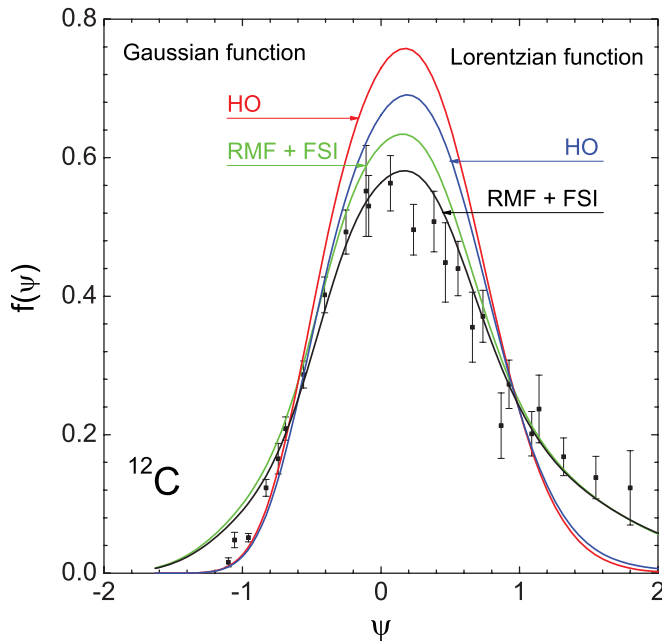 0.8
Gaussian function
Lorentzian function
HO
0.6
RMF + FSI
HO
RMF + FSI
f(ψ)
0.4
0.2
¹²C
0.0
-2
-1
0
1
2
ψ